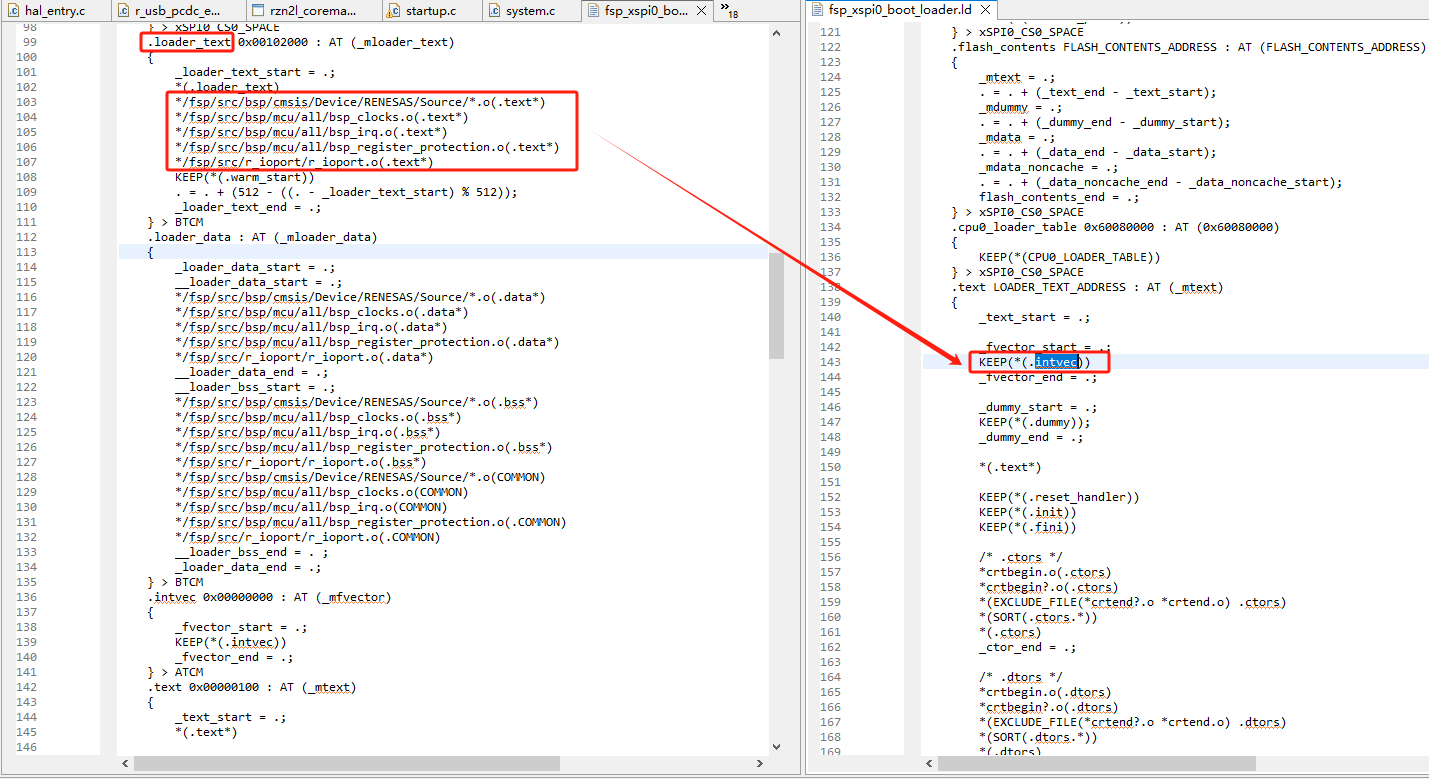 hal_entry.c
r_usb_pcdc_e...
rzn2l_corema...
startup.c
system.c
fsp_xspi0_bo...
18
98 } > xSPI0_CS0_SPACE
99 .loader_text 0x00102000 : AT (_mloader_text)
100 {
101 _loader_text_start = .;
102 *(.loader_text)
103 */fsp/src/bsp/cmsis/Device/RENESAS/Source/*.o(.text*)
104 */fsp/src/bsp/mcu/all/bsp_clocks.o(.text*)
105 */fsp/src/bsp/mcu/all/bsp_irq.o(.text*)
106 */fsp/src/bsp/mcu/all/bsp_register_protection.o(.text*)
107 */fsp/src/r_ioport/r_ioport.o(.text*)
108 KEEP(*(.warm_start))
109 . = . + (512 - ((. - _loader_text_start) % 512));
110 _loader_text_end = .;
111 } > BTCM
112 .loader_data : AT (_mloader_data)
113 {
114 _loader_data_start = .;
115 __loader_data_start = .;
116 */fsp/src/bsp/cmsis/Device/RENESAS/Source/*.o(.data*)
117 */fsp/src/bsp/mcu/all/bsp_clocks.o(.data*)
118 */fsp/src/bsp/mcu/all/bsp_irq.o(.data*)
119 */fsp/src/bsp/mcu/all/bsp_register_protection.o(.data*)
120 */fsp/src/r_ioport/r_ioport.o(.data*)
121 __loader_data_end = .;
122 __loader_bss_start = .;
123 */fsp/src/bsp/cmsis/Device/RENESAS/Source/*.o(.bss*)
124 */fsp/src/bsp/mcu/all/bsp_clocks.o(.bss*)
125 */fsp/src/bsp/mcu/all/bsp_irq.o(.bss*)
126 */fsp/src/bsp/mcu/all/bsp_register_protection.o(.bss*)
127 */fsp/src/r_ioport/r_ioport.o(.bss*)
128 */fsp/src/bsp/cmsis/Device/RENESAS/Source/*.o(COMMON)
129 */fsp/src/bsp/mcu/all/bsp_clocks.o(COMMON)
130 */fsp/src/bsp/mcu/all/bsp_irq.o(COMMON)
131 */fsp/src/bsp/mcu/all/bsp_register_protection.o(.COMMON)
132 */fsp/src/r_ioport/r_ioport.o(.COMMON)
133 __loader_bss_end = . ;
134 _loader_data_end = .;
135 } > BTCM
136 .intvec 0x00000000 : AT (_mfvector)
137 {
138 _fvector_start = .;
139 KEEP(*(.intvec))
140 _fvector_end = .;
141 } > ATCM
142 .text 0x00000100 : AT (_mtext)
143 {
144 _text_start = .;
145 *(.text*)
146
fsp_xspi0_boot_loader.ld
121 } > xSPI0_CS0_SPACE
122 .flash_contents FLASH_CONTENTS_ADDRESS : AT (FLASH_CONTENTS_ADDRESS)
123 {
124 _mtext = .;
125 . = . + (_text_end - _text_start);
126 _mdummy = .;
127 . = . + (_dummy_end - _dummy_start);
128 _mdata = .;
129 . = . + (_data_end - _data_start);
130 _mdata_noncache = .;
131 . = . + (_data_noncache_end - _data_noncache_start);
132 flash_contents_end = .;
133 } > xSPI0_CS0_SPACE
134 .cpu0_loader_table 0x60080000 : AT (0x60080000)
135 {
136 KEEP(*(CPU0_LOADER_TABLE))
137 } > xSPI0_CS0_SPACE
138 .text LOADER_TEXT_ADDRESS : AT (_mtext)
139 {
140 _text_start = .;
141
142 _fvector_start = .;
143 KEEP(*(.intvec))
144 _fvector_end = .;
145
146 _dummy_start = .;
147 KEEP(*(.dummy));
148 _dummy_end = .;
149
150 *(.text*)
151
152 KEEP(*(.reset_handler))
153 KEEP(*(.init))
154 KEEP(*(.fini))
155
156 /* .ctors */
157 *crtbegin.o(.ctors)
158 *crtbegin?.o(.ctors)
159 *(EXCLUDE_FILE(*crtend?.o *crtend.o) .ctors)
160 *(SORT(.ctors.*))
161 *(.ctors)
162 _ctor_end = .;
163
164 /* .dtors */
165 *crtbegin.o(.dtors)
166 *crtbegin?.o(.dtors)
167 *(EXCLUDE_FILE(*crtend?.o *crtend.o) .dtors)
168 *(SORT(.dtors.*))
169 *(.dtors)